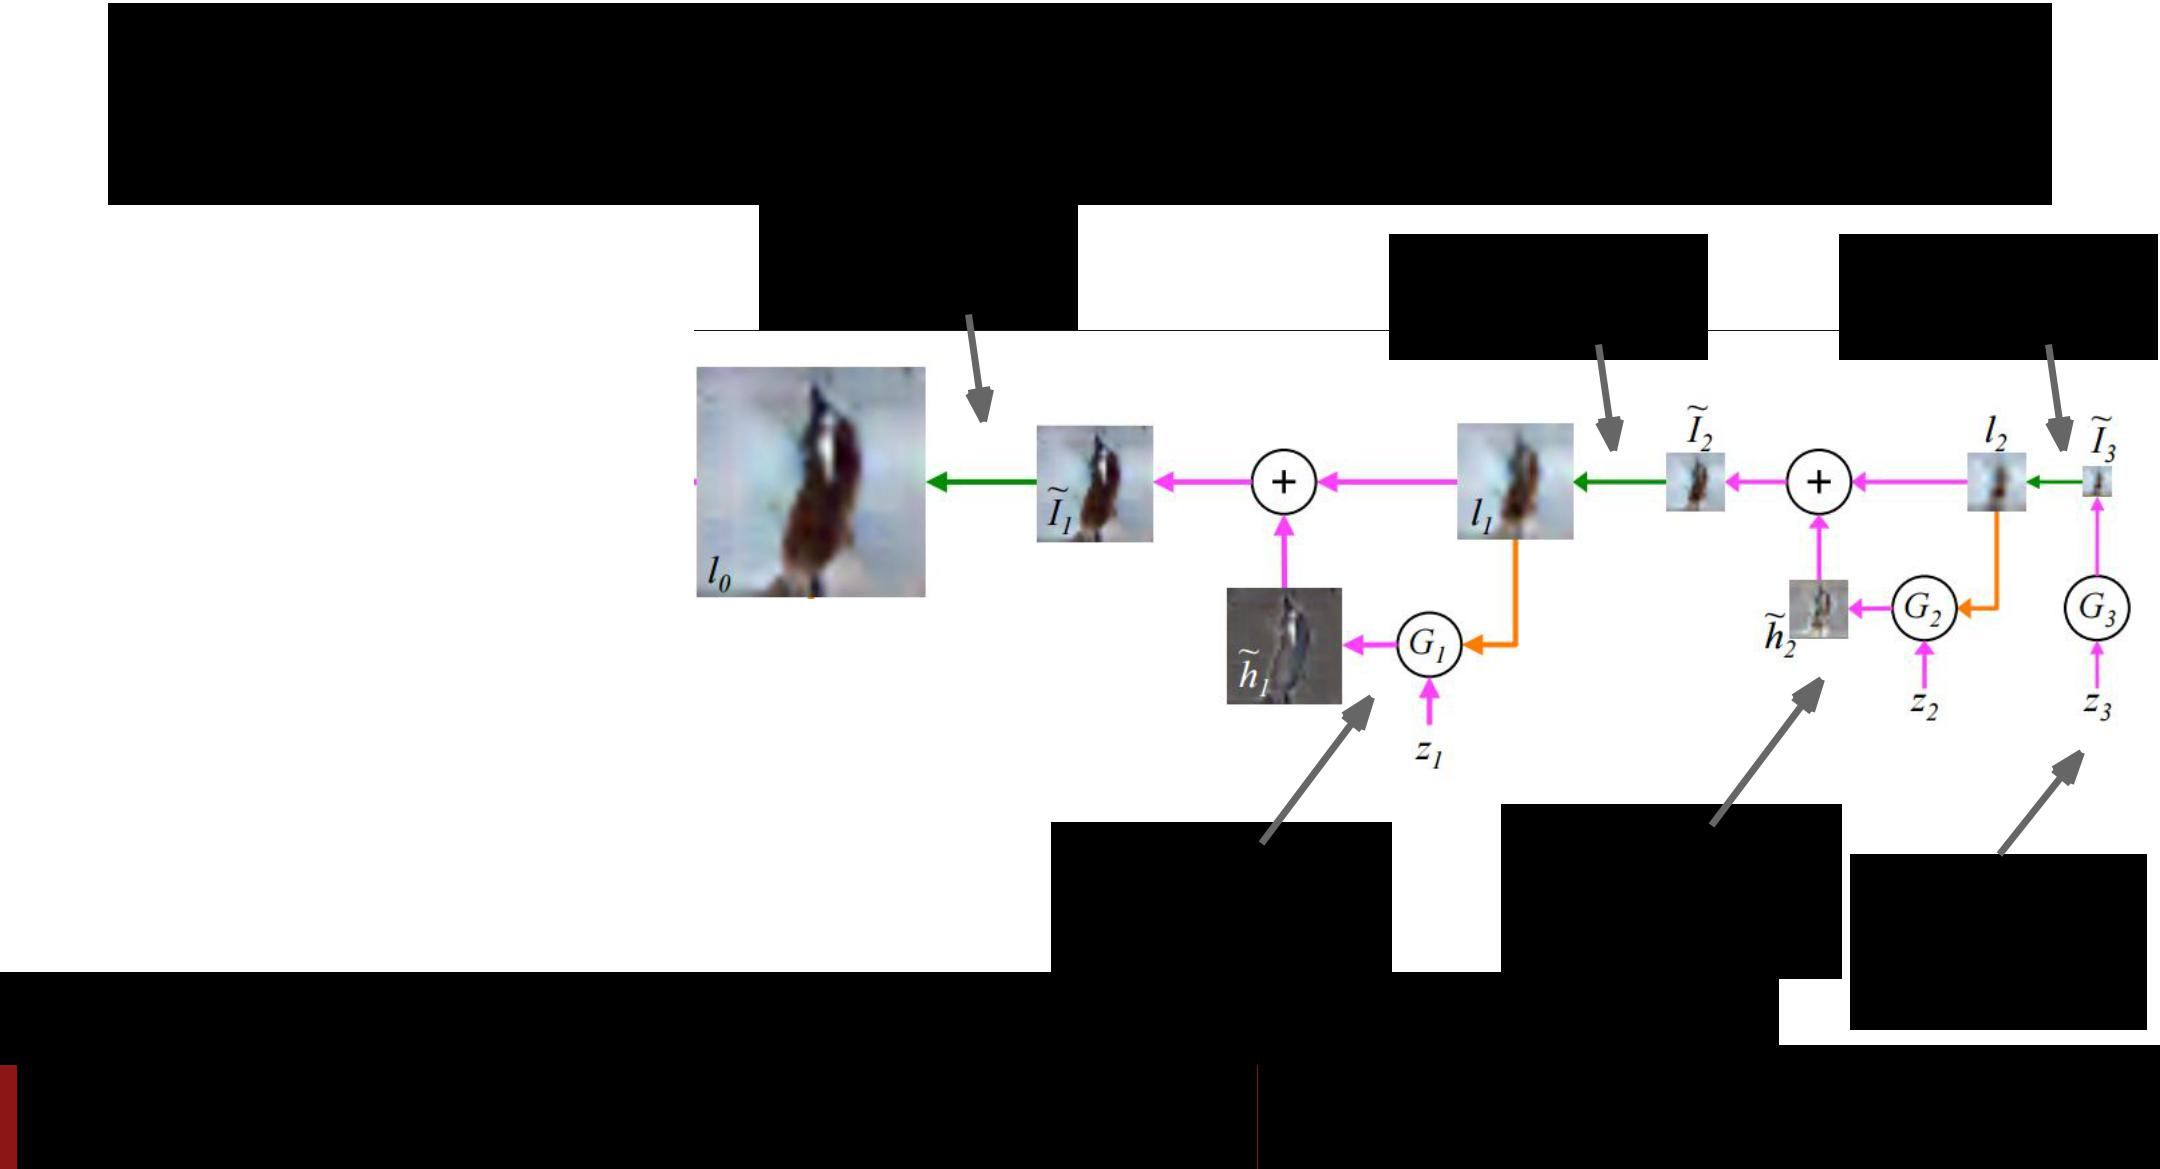 Ĩ₂
l₂
Ĩ₃
+
+
Ĩ₁
l₁
l₀
G₂
G₃
h̃₂
G₁
h̃₁
z₂
z₃
z₁